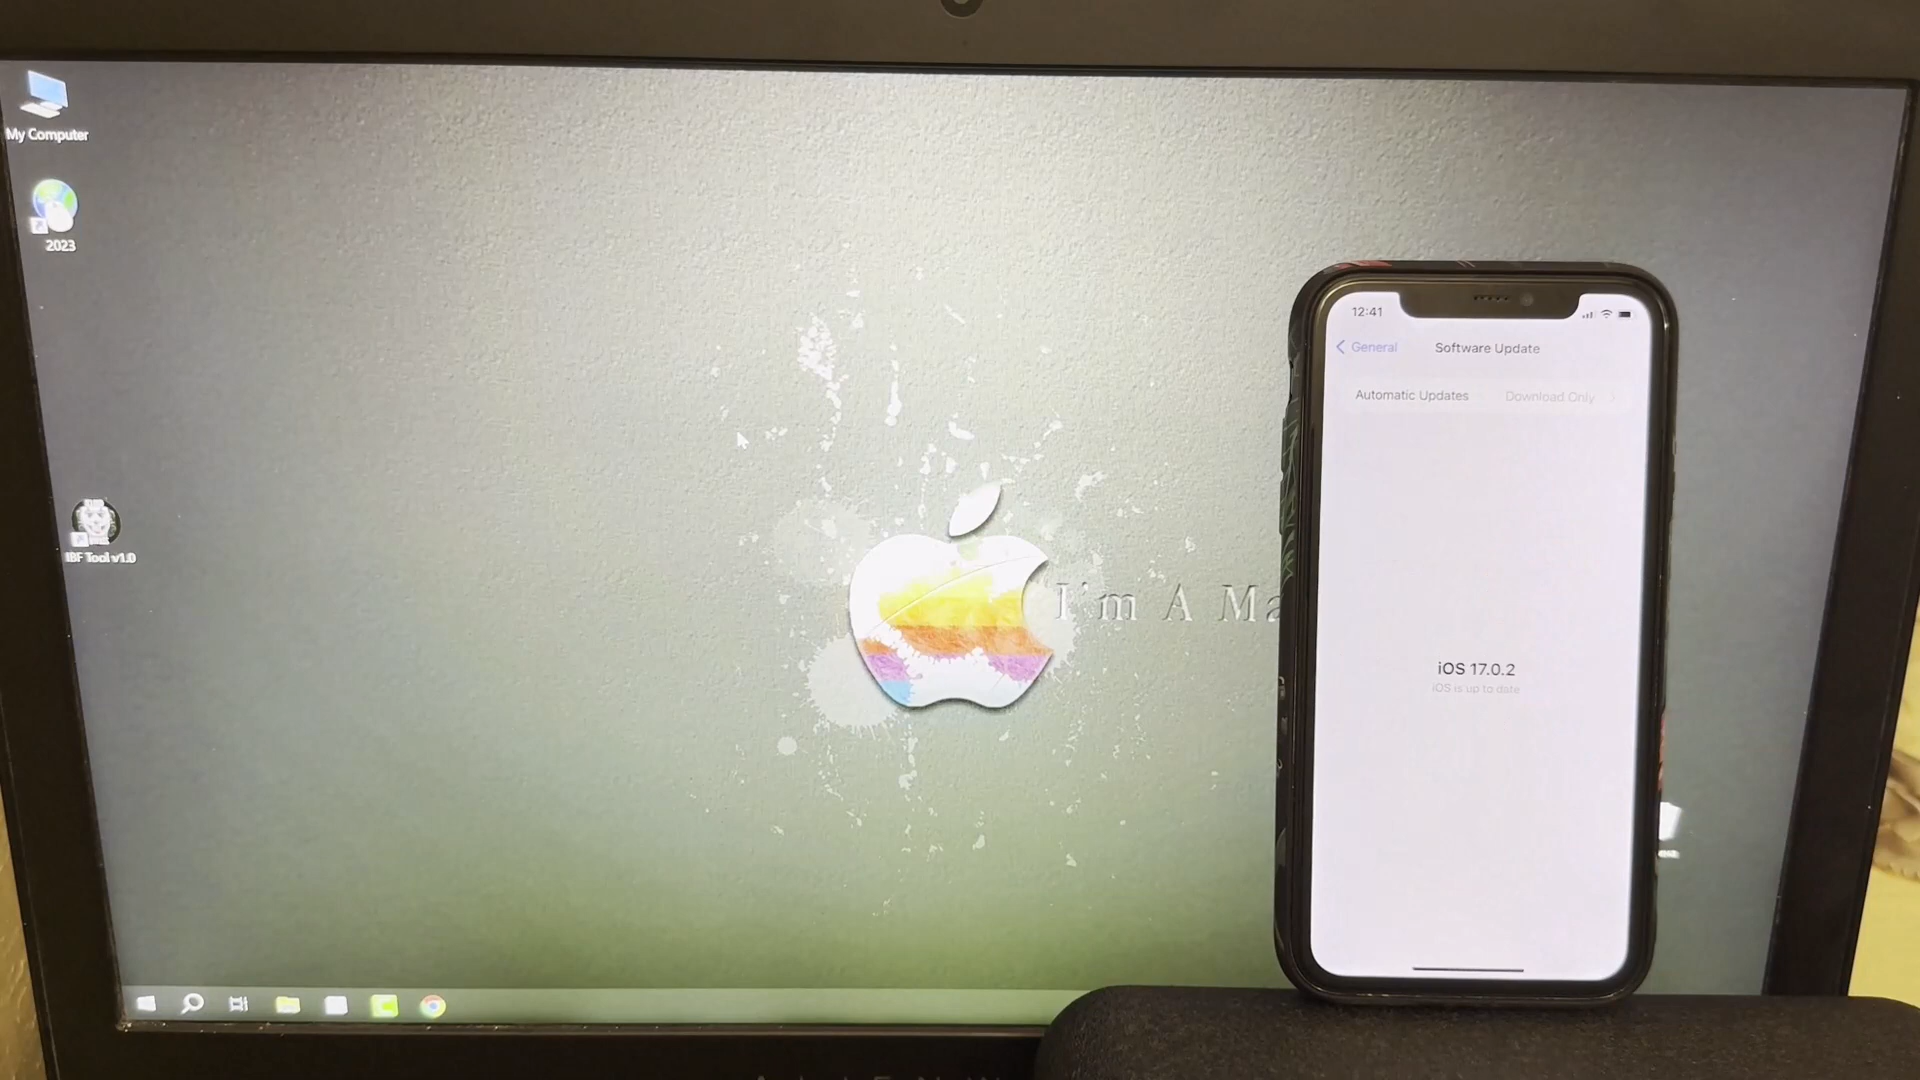 My Computer
2023
IBF Tool v1.0
I'm A Ma
12:41
General
Software Update
Automatic Updates
Download Only
iOS 17.0.2
iOS is up to date